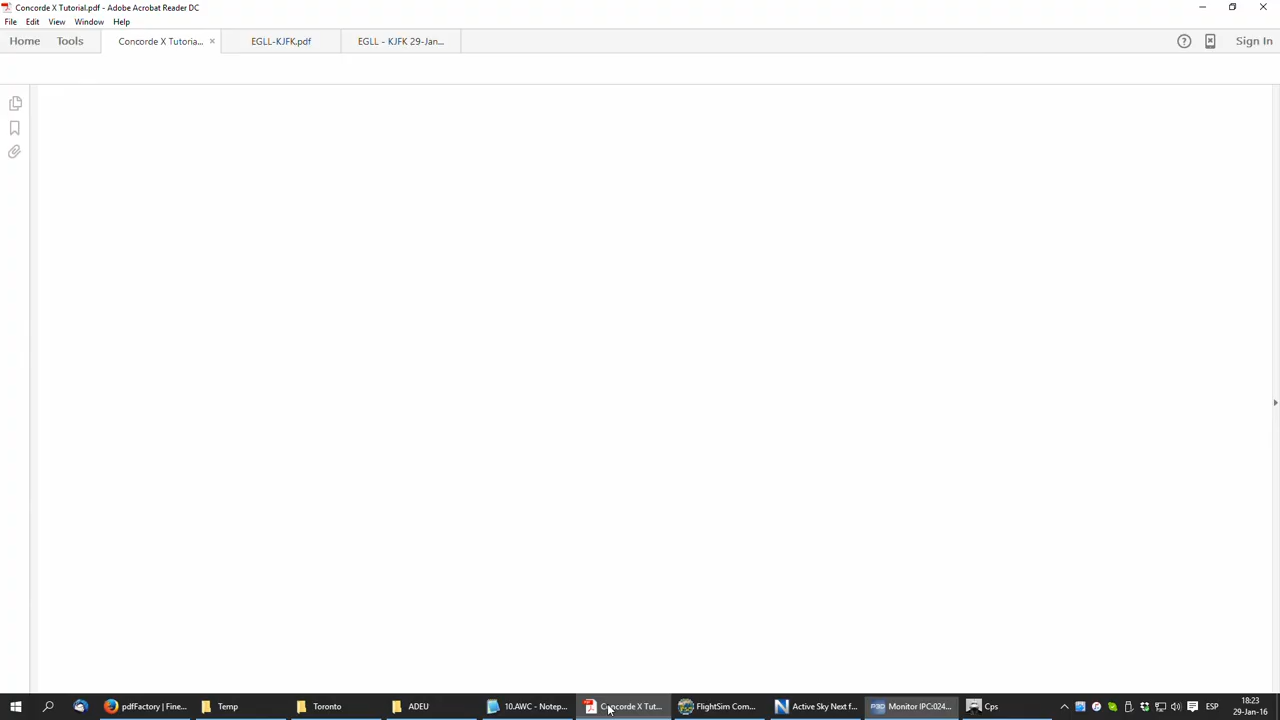 Concorde X Tutorial.pdf - Adobe Acrobat Reader DC
File Edit View Window Help
Home Tools Concorde X Tutoria... × EGLL-KJFK.pdf EGLL - KJFK 29-Jan... Sign In
pdfFactory | Fine... Temp Toronto ADEU 10.AWC - Notep... Concorde X Tut... FlightSim Com... Active Sky Next f... P3D Monitor IPC:024... Cps ESP 18:23
29-Jan-16